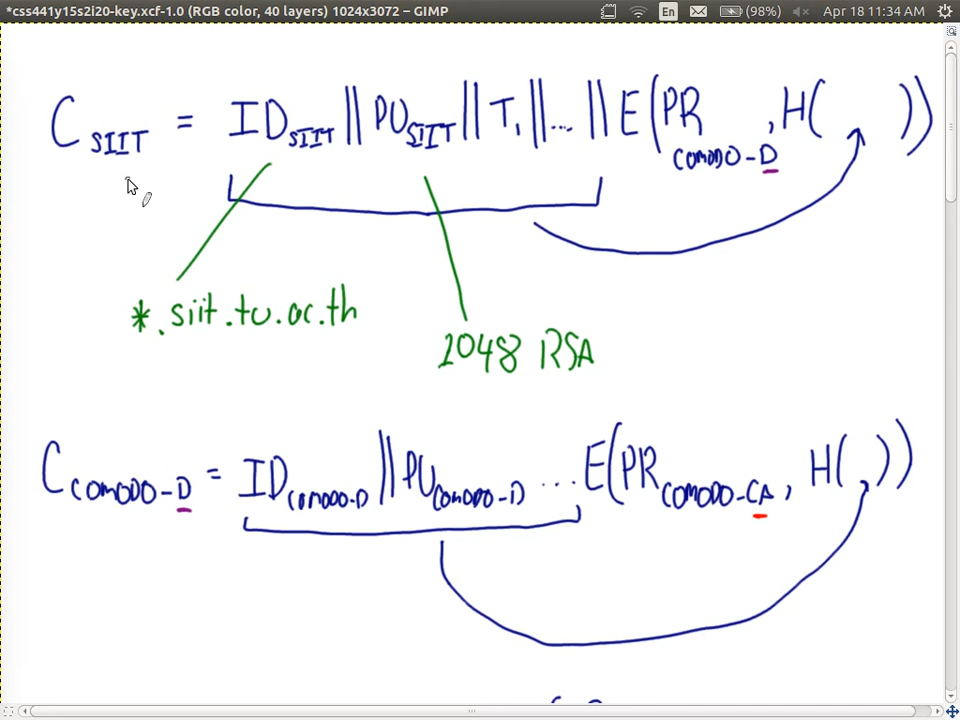 *css441y15s2i20-key.xcf-1.0 (RGB color, 40 layers) 1024x3072 – GIMP
En (98%) Apr 18 11:34 AM
C SIIT = ID SIIT || PU SIIT || T₁ || ... || E(PR COMODO-D , H( ))
*.siit.tu.ac.th
2048 RSA
C COMODO-D = ID COMODO-D || PU COMODO-D ... E(PR COMODO-CA , H( ))